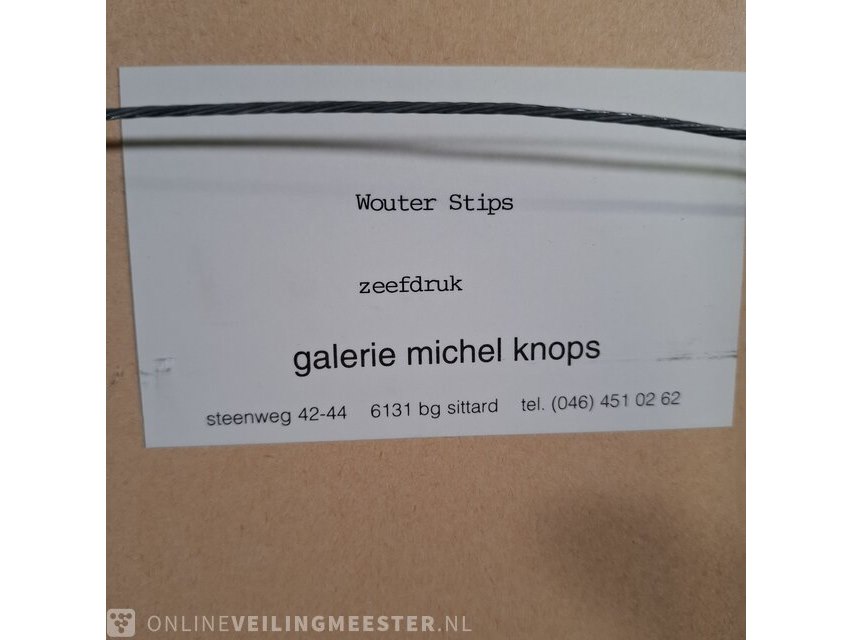 Wouter Stips
zeefdruk
galerie michel knops
steenweg 42-44 6131 bg sittard tel. (046) 451 02 62
ONLINEVEILINGMEESTER.NL